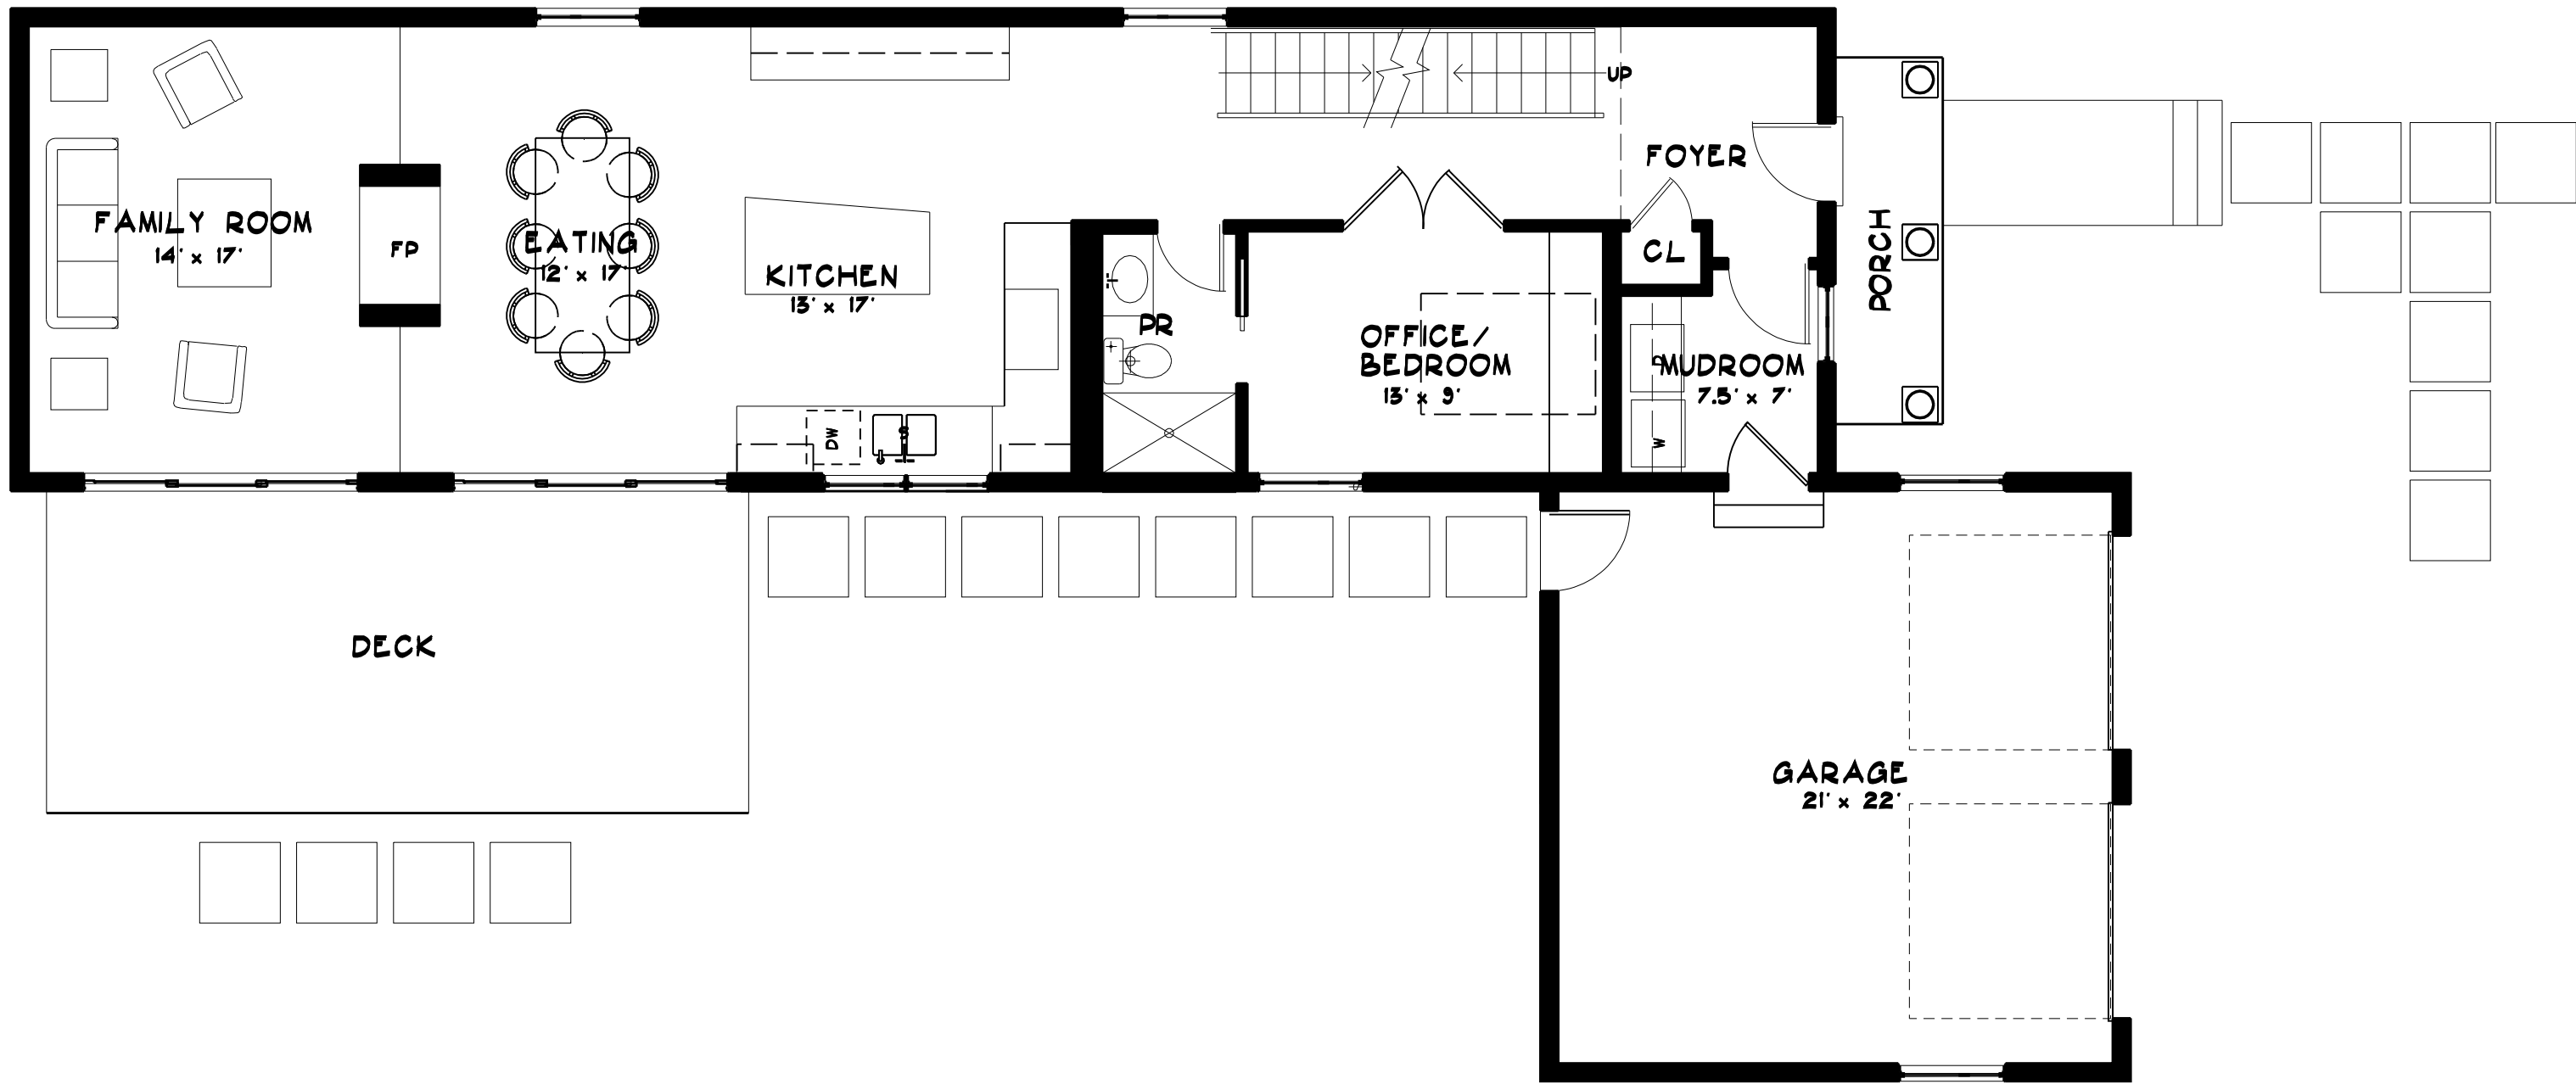 UP
FOYER
FAMILY ROOM
14' x 17'
FP
EATING
12' x 17'
KITCHEN
13' x 17'
CL
PORCH
PR
OFFICE/
BEDROOM
13' x 9'
D
MUDROOM
7.5' x 7'
DW
S
W
DECK
GARAGE
21' x 22'